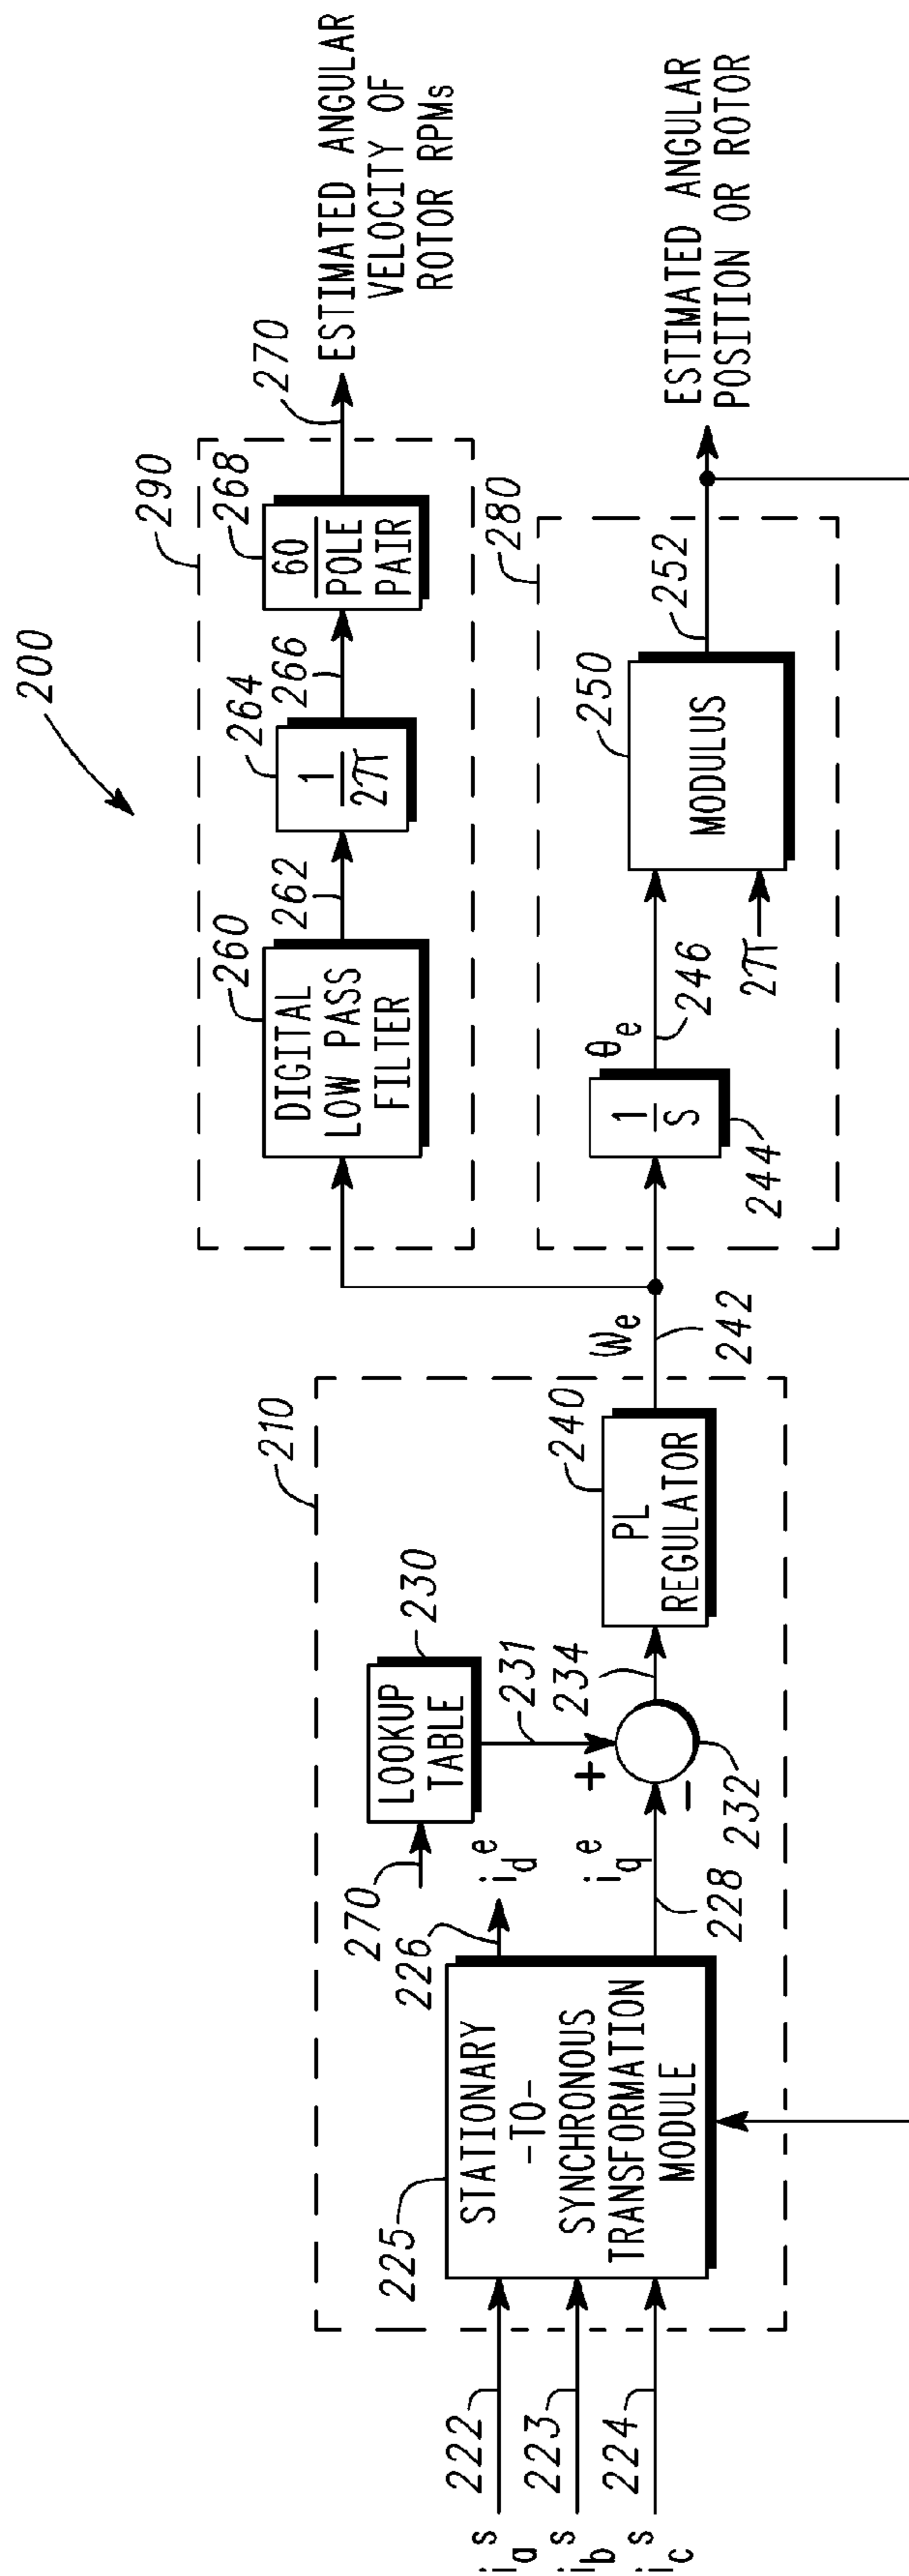 200
210
i_a^s
222
i_b^s
223
i_c^s
224
225
STATIONARY
-TO-
SYNCHRONOUS
TRANSFORMATION
MODULE
226
i_d^e
228
i_q^e
270
LOOKUP
TABLE
230
231
+
-
232
234
PL
REGULATOR
240
W_e
242
290
DIGITAL
LOW PASS
FILTER
260
262
1
2π
264
266
60
POLE
PAIR
268
270
ESTIMATED ANGULAR
VELOCITY OF
ROTOR RPMs
280
1
S
244
θ_e
246
2π
MODULUS
250
252
ESTIMATED ANGULAR
POSITION OR ROTOR